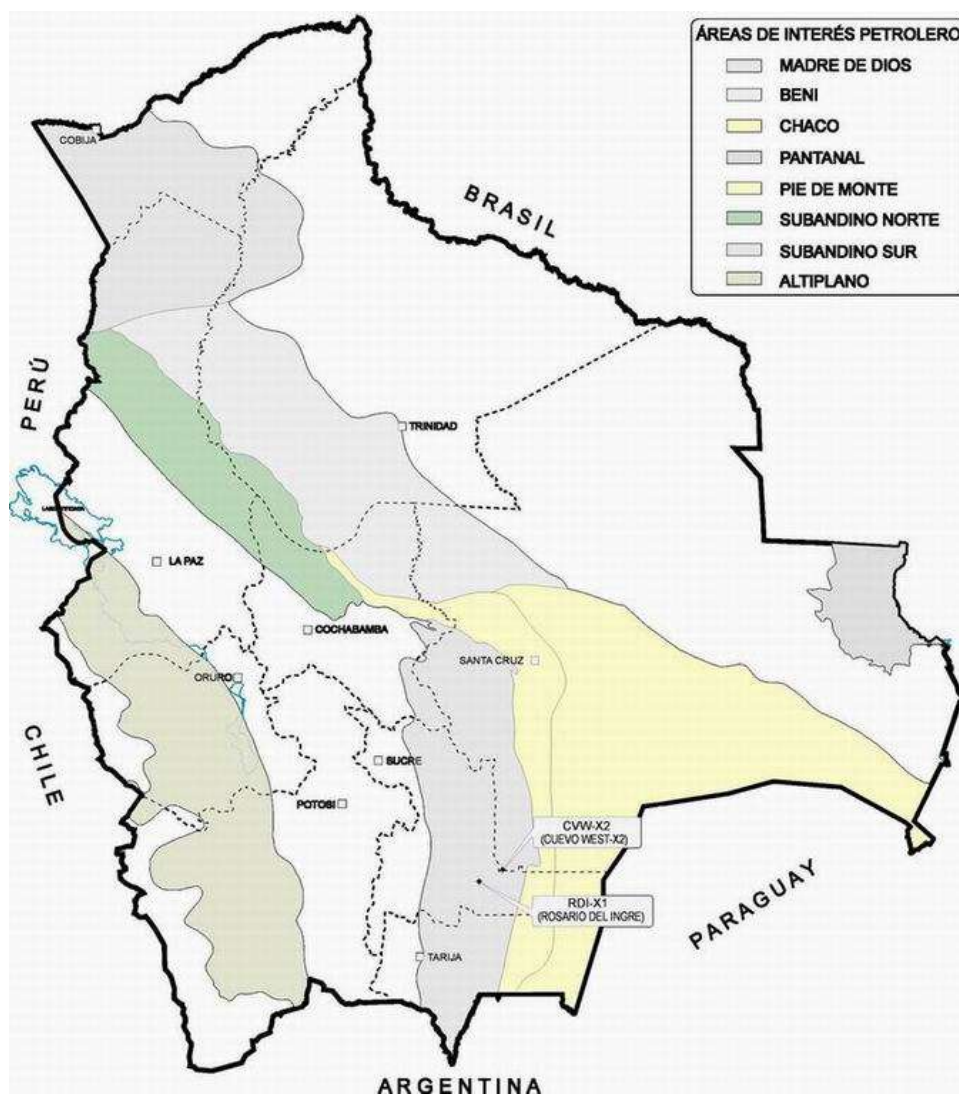 ÁREAS DE INTERÉS PETROLERO
MADRE DE DIOS
BENI
CHACO
PANTANAL
PIE DE MONTE
SUBANDINO NORTE
SUBANDINO SUR
ALTIPLANO
COBIJA
BRASIL
PERÚ
TRINIDAD
LA PAZ
COCHABAMBA
SANTA CRUZ
ORURO
CHILE
SUCRE
POTOSI
CVW-X2
(CUEVO WEST-X2)
RDI-X1
(ROSARIO DEL INGRE)
PARAGUAY
TARIJA
ARGENTINA